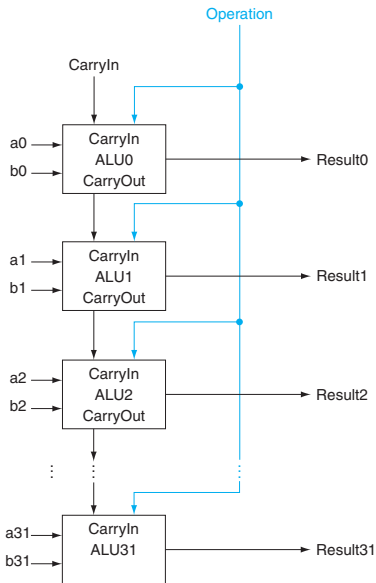 Operation
CarryIn
a0
b0
CarryIn
ALU0
CarryOut
Result0
a1
b1
CarryIn
ALU1
CarryOut
Result1
a2
b2
CarryIn
ALU2
CarryOut
Result2
a31
b31
CarryIn
ALU31
Result31